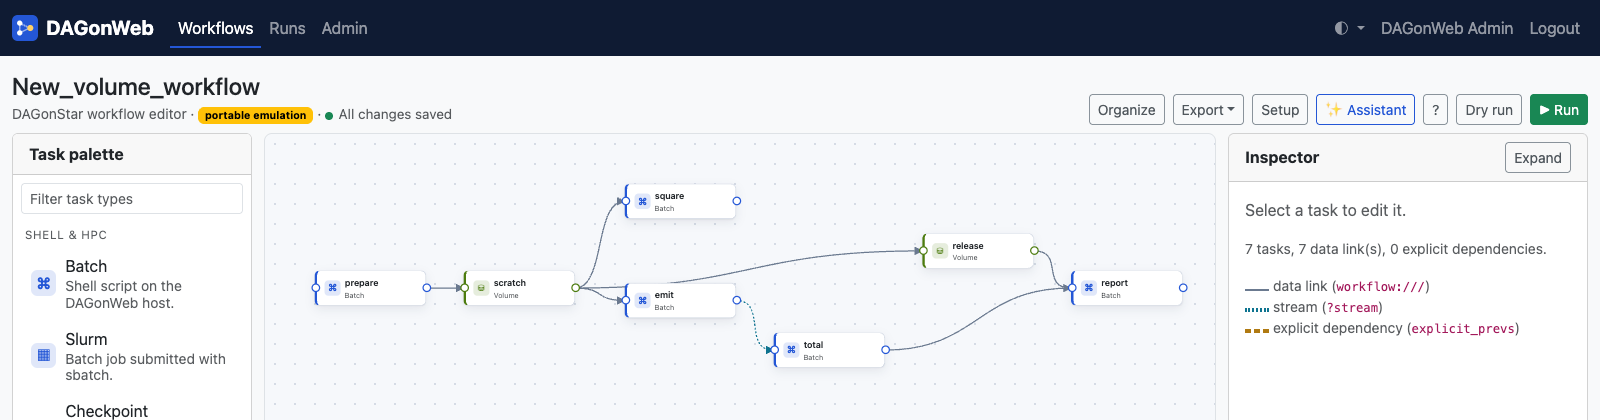 DAGonWeb Workflows Runs Admin DAGonWeb Admin Logout
New_volume_workflow
DAGonStar workflow editor · portable emulation · All changes saved
Organize Export Setup ✨ Assistant ? Dry run Run
Task palette
Filter task types
SHELL & HPC
Batch
Shell script on the
DAGonWeb host.
Slurm
Batch job submitted with
sbatch.
Checkpoint
prepare
Batch
scratch
Volume
square
Batch
emit
Batch
total
Batch
release
Volume
report
Batch
Inspector Expand
Select a task to edit it.
7 tasks, 7 data link(s), 0 explicit dependencies.
data link (workflow:///)
stream (?stream)
explicit dependency (explicit_prevs)